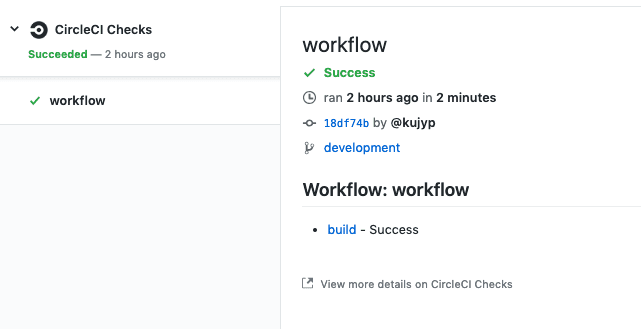 CircleCI Checks
Succeeded — 2 hours ago
workflow
workflow
Success
ran 2 hours ago in 2 minutes
18df74b by @kujyp
development
Workflow: workflow
• build - Success
View more details on CircleCI Checks